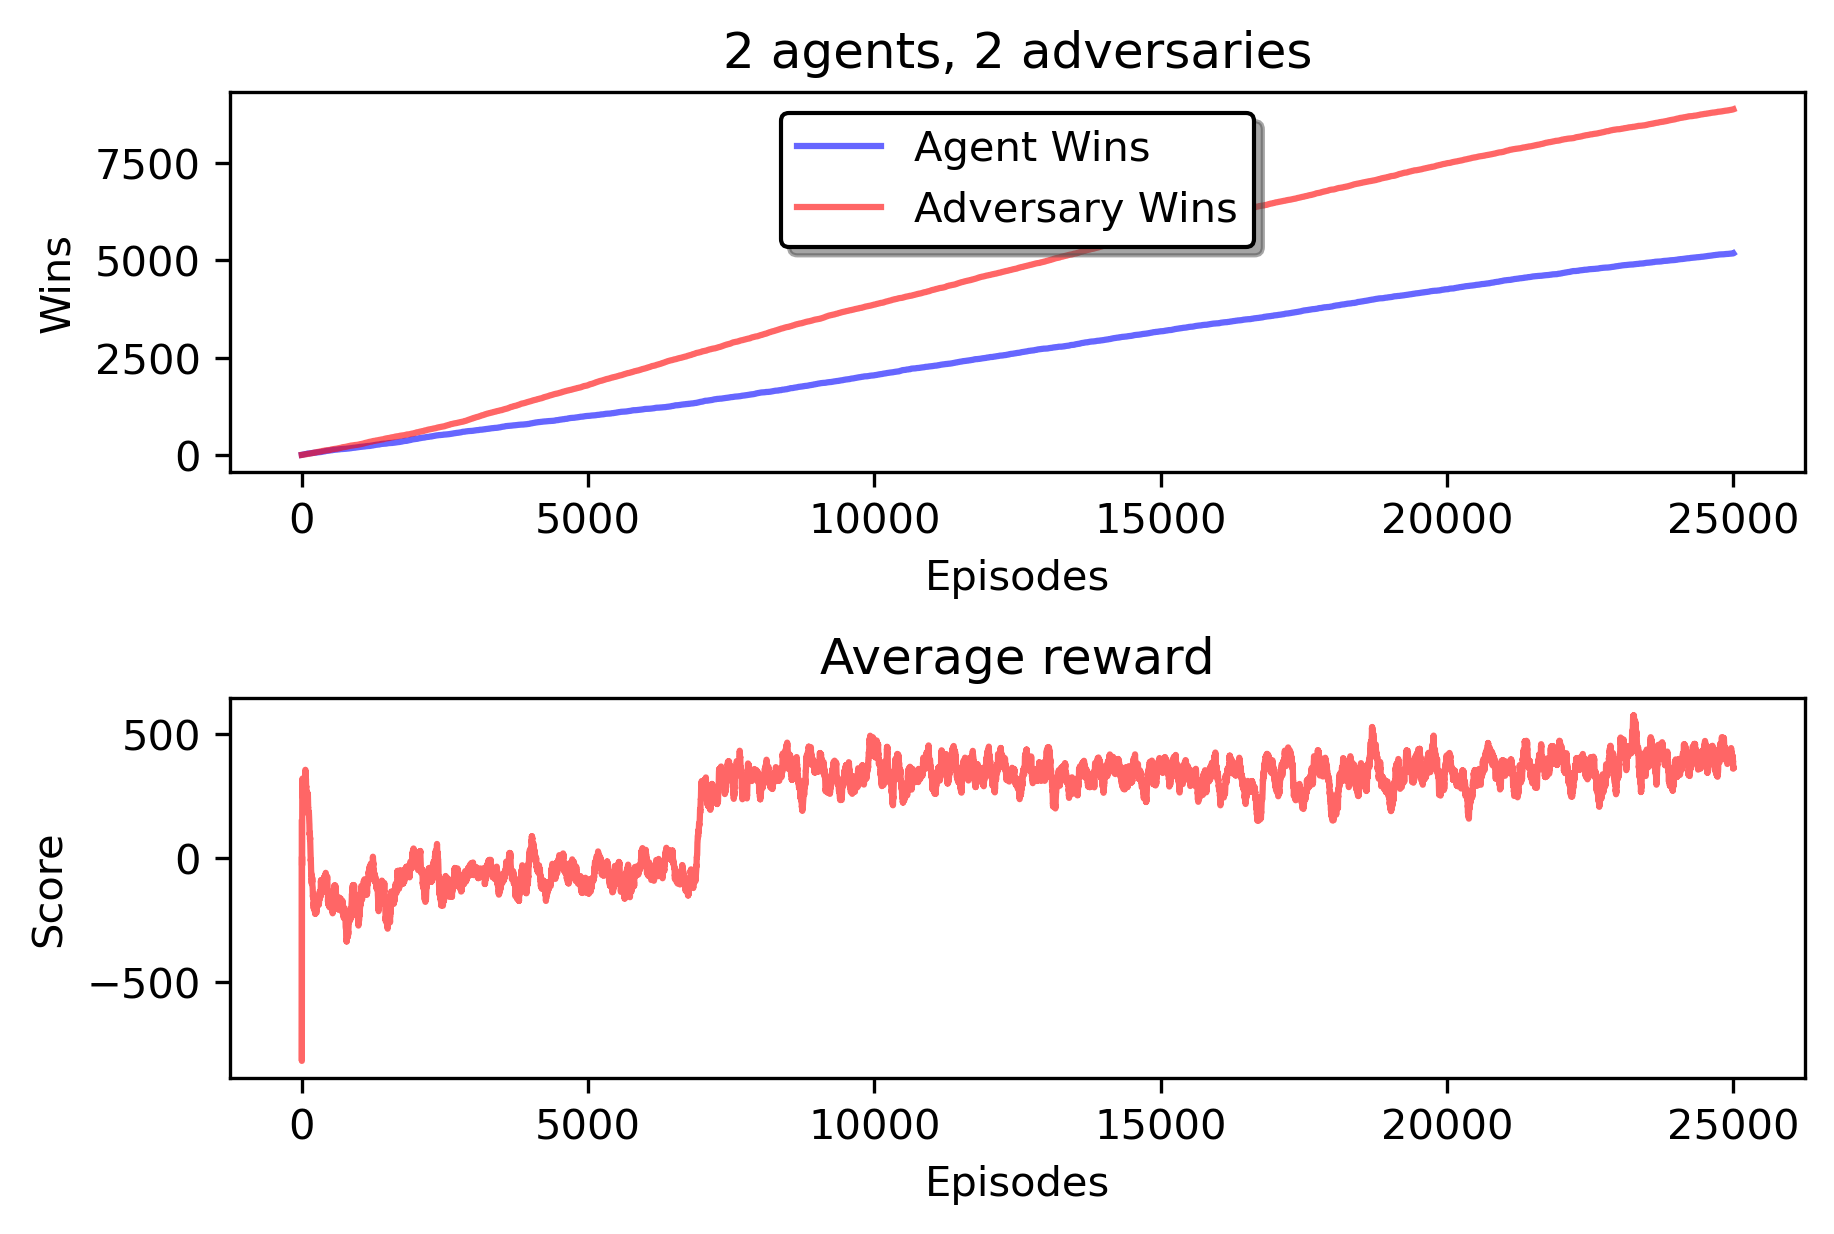 2 agents, 2 adversaries
Wins
7500
5000
2500
0
Agent Wins
Adversary Wins
0 5000 10000 15000 20000 25000
Episodes
Average reward
Score
500
0
−500
0 5000 10000 15000 20000 25000
Episodes